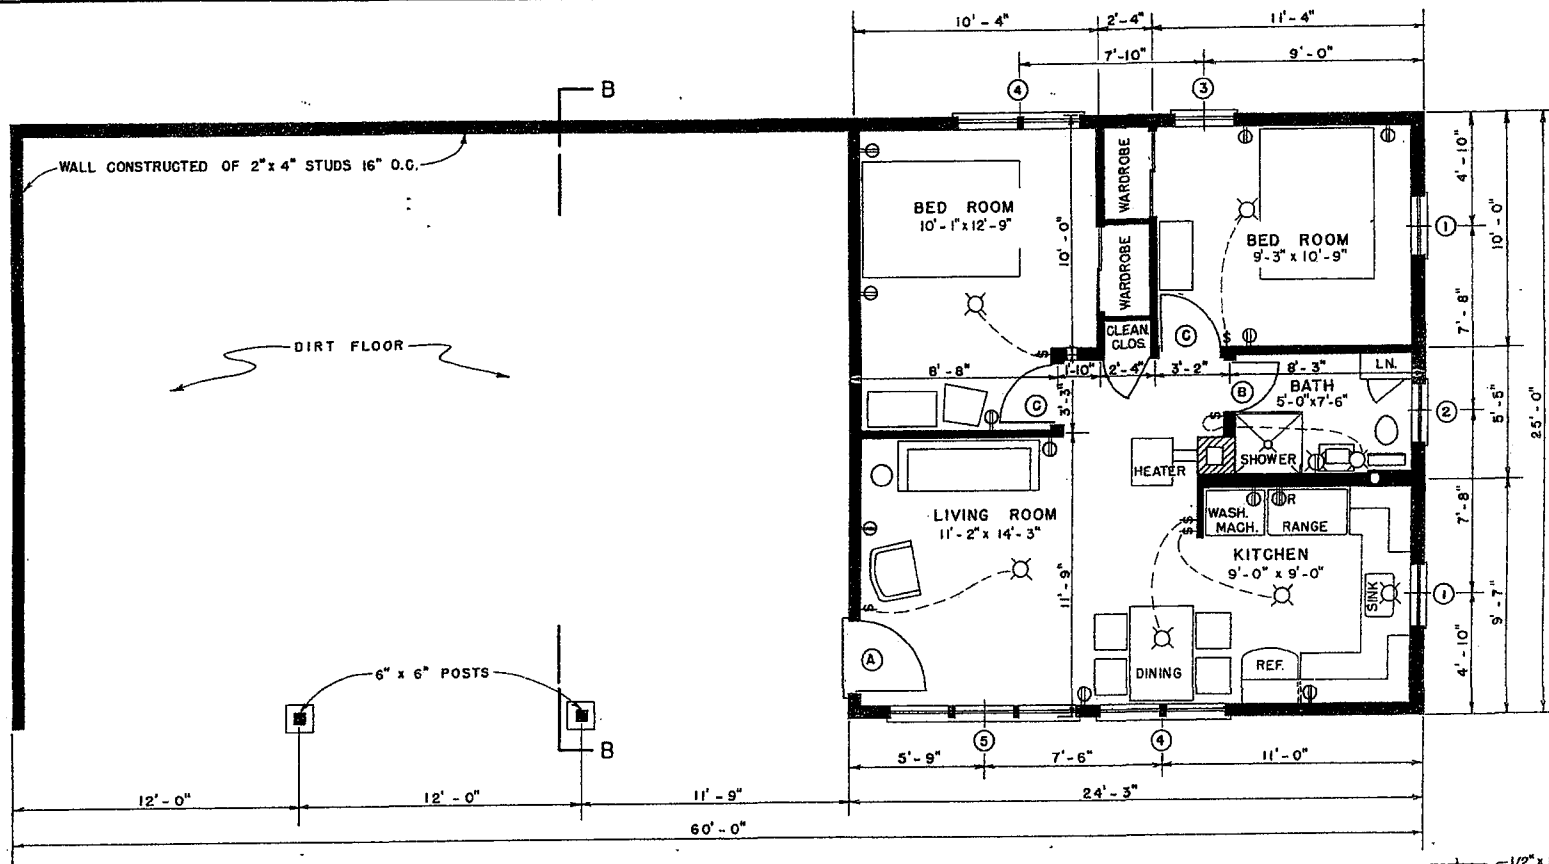 10'-4"
2'-4"
11'-4"
7'-10"
9'-0"
4
3
B
WALL CONSTRUCTED OF 2"x 4" STUDS 16" O.C.
BED ROOM
10'-1"x12'-9"
10'-0"
WARDROBE
WARDROBE
BED ROOM
9'-3" x 10'-9"
4'-10"
1
10'-0"
7'-8"
DIRT FLOOR
CLEAN.
CLOS.
C
S
S
LN.
8'-8"
1'-10"
2'-4"
3'-2"
8'-3"
B
BATH
5'-0"x7'-6"
C
3'-3"
S
2
5'-5"
25'-0"
HEATER
SHOWER
LIVING ROOM
11'-2" x 14'-3"
S
S
WASH.
MACH.
R
RANGE
7'-8"
KITCHEN
9'-0" x 9'-0"
11'-9"
S
SINK
1
9'-7"
4'-10"
A
6" x 6" POSTS
DINING
REF.
B
5
4
5'-9"
7'-6"
11'-0"
12'-0"
12'-0"
11'-9"
24'-3"
60'-0"
1/2" x